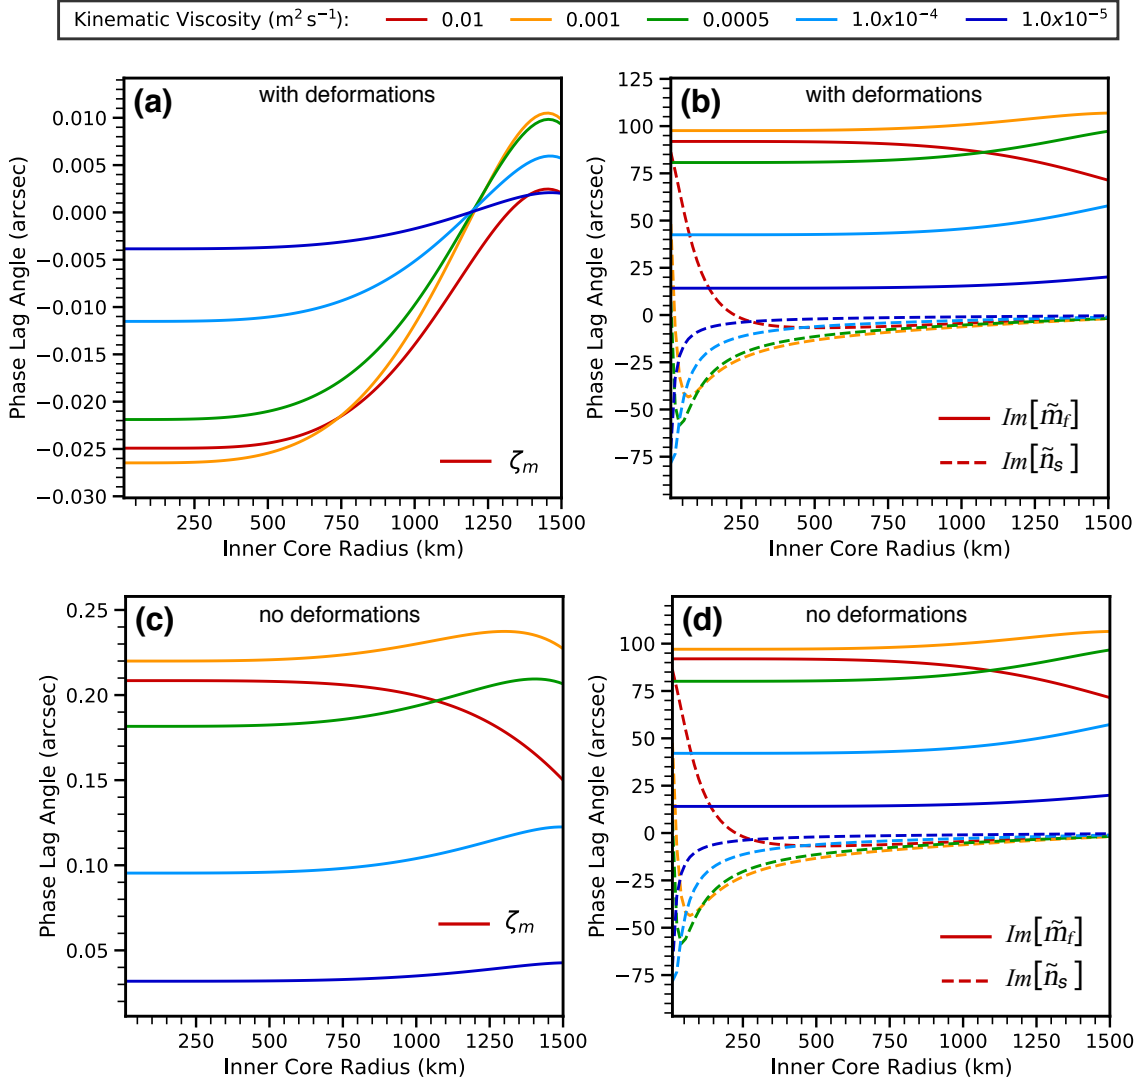 Kinematic Viscosity (m² s⁻¹): 0.01 0.001 0.0005 1.0x10⁻⁴ 1.0x10⁻⁵
(a) with deformations
Phase Lag Angle (arcsec)
0.010
0.005
0.000
−0.005
−0.010
−0.015
−0.020
−0.025
−0.030
ζm
250 500 750 1000 1250 1500
Inner Core Radius (km)
(b) with deformations
Phase Lag Angle (arcsec)
125
100
75
50
25
0
−25
−50
−75
Im[m̃f]
Im[ñs]
250 500 750 1000 1250 1500
Inner Core Radius (km)
(c) no deformations
Phase Lag Angle (arcsec)
0.25
0.20
0.15
0.10
0.05
ζm
250 500 750 1000 1250 1500
Inner Core Radius (km)
(d) no deformations
Phase Lag Angle (arcsec)
100
75
50
25
0
−25
−50
−75
Im[m̃f]
Im[ñs]
250 500 750 1000 1250 1500
Inner Core Radius (km)